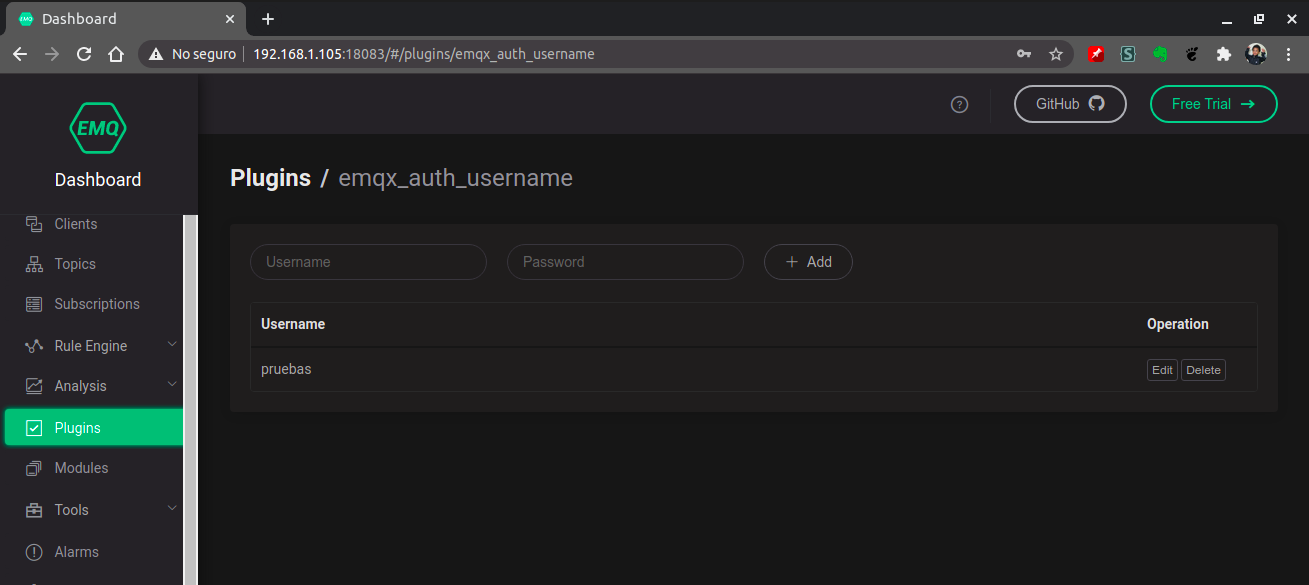 EMQ Dashboard
No seguro 192.168.1.105:18083/#/plugins/emqx_auth_username
EMQ
Dashboard
? GitHub Free Trial →
Clients
Topics
Subscriptions
Rule Engine
Analysis
Plugins
Modules
Tools
Alarms
Plugins / emqx_auth_username
Username Password + Add
Username Operation
pruebas Edit Delete